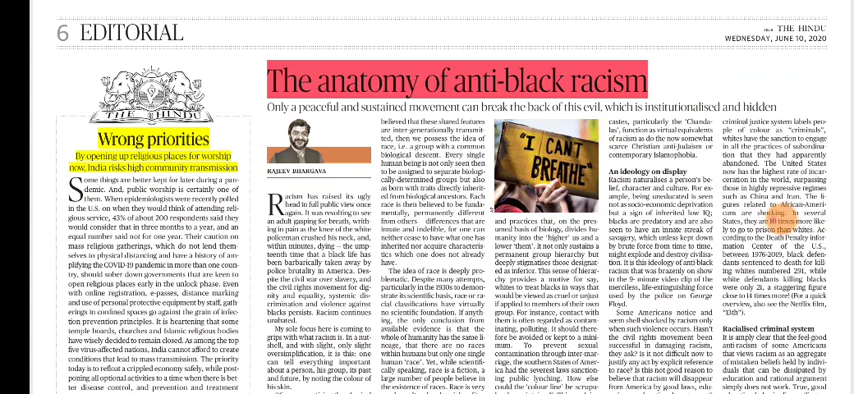 6 EDITORIAL
THE HINDU
WEDNESDAY, JUNE 10, 2020
THE HINDU
Wrong priorities
By opening up religious places for worship
now, India risks high community transmission
Some things are better kept for later during a pan-
demic. And, public worship is certainly one of
them. When epidemiologists were recently polled
in the U.S. on when they would think of attending reli-
gious service, 43% of about 200 respondents said they
would consider that in three months to a year, and an
equal number said not for one year. Their caution on
mass religious gatherings, which do not lend them-
selves to physical distancing and have a history of am-
plifying the COVID-19 pandemic in more than one coun-
try, should sober down governments that are keen to
open religious places early in the unlock phase. Even
with online registration, e-passes, distance marking
and use of personal protective equipment by staff, gath-
erings in confined spaces go against the grain of infec-
tion prevention principles. It is heartening that some
temple boards, churches and Islamic religious bodies
have wisely decided to remain closed. As among the top
five virus-affected nations, India cannot afford to create
conditions that lead to mass transmission. The priority
today is to reflate a crippled economy safely, while post-
poning all optional activities to a time when there is bet-
ter disease control, and prevention and treatment
The anatomy of anti-black racism
Only a peaceful and sustained movement can break the back of this evil, which is institutionalised and hidden
RAJEEV BHARGAVA
Racism has raised its ugly
head in full public view once
again. It was revolting to see
an adult gasping for breath, writh-
ing in pain as the knee of the white
policeman crushed his neck, and,
within minutes, dying – the ump-
teenth time that a black life has
been barbarically taken away by
police brutality in America. Des-
pite the civil war over slavery, and
the civil rights movement for dig-
nity and equality, systemic dis-
crimination and violence against
blacks persists. Racism continues
unabated.
My sole focus here is coming to
grips with what racism is. In a nut-
shell, and with slight, only slight
oversimplification, it is this: one
can tell everything important
about a person, his group, its past
and future, by noting the colour of
his skin.
believed that these shared features
are inter-generationally transmit-
ted, then we possess the idea of
race, i.e. a group with a common
biological descent. Every single
human being is not only seen then
to be assigned to separate biologi-
cally-determined groups but also
as born with traits directly inherit-
ed from biological ancestors. Each
race is then believed to be funda-
mentally, permanently different
from others – differences that are
innate and indelible, for one can
neither cease to have what one has
inherited nor acquire characteris-
tics which one does not already
have.
The idea of race is deeply pro-
blematic. Despite many attempts,
particularly in the 1930s to demon-
strate its scientific basis, race or ra-
cial classifications have virtually
no scientific foundation. If anyth-
ing, the only conclusion from
available evidence is that the
whole of humanity has the same li-
neage, that there are no races
within humans but only one single
human 'race'. Yet, while scientifi-
cally speaking, race is a fiction, a
large number of people believe in
the existence of races. Race is very
I CAN'T
BREATHE"
and practices that, on the pres-
umed basis of biology, divides hu-
manity into the 'higher' us and a
lower 'them'. It not only sustains a
permanent group hierarchy but
deeply stigmatises those designat-
ed as inferior. This sense of hierar-
chy provides a motive for say,
whites to treat blacks in ways that
would be viewed as cruel or unjust
if applied to members of their own
group. For instance, contact with
them is often regarded as contam-
inating, polluting. It should there-
fore be avoided or kept to a mini-
mum. To prevent sexual
contamination through inter-mar-
riage, the southern States of Amer-
ica had the severest laws sanction-
ing public lynching. How else
castes, particularly the 'Chanda-
las', function as virtual equivalents
of racism as do the now somewhat
scarce Christian anti-Judaism or
contemporary Islamophobia.
An ideology on display
Racism naturalises a person's be-
lief, character and culture. For ex-
ample, being uneducated is seen
not as socio-economic deprivation
but a sign of inherited low IQ;
blacks are predatory and are also
seen to have an innate streak of
savagery, which unless kept down
by brute force from time to time,
might explode and destroy civilisa-
tion. It is this ideology of anti-black
racism that was brazenly on show
in the 9- minute video clip of the
merciless, life-extinguishing force
used by the police on George
Floyd.
Some Americans notice and
seem shell-shocked by racism only
when such violence occurs. Hasn't
the civil rights movement been
successful in damaging racism,
they ask? Is it not difficult now to
justify any act by explicit reference
to race? Is this not good reason to
believe that racism will disappear
from America by good laws, edu-
criminal justice system labels peo-
ple of colour as "criminals",
whites have the sanction to engage
in all the practices of subordina-
tion that they had apparently
abandoned. The United States
now has the highest rate of incar-
ceration in the world, surpassing
those in highly repressive regimes
such as China and Iran. The fi-
gures related to African-Ameri-
cans are shocking. In several
States, they are 10 times more like-
ly to go to prison than whites. Ac-
cording to the Death Penalty Infor-
mation Center of the U.S.,
between 1976-2019, black defen-
dants sentenced to death for kill-
ing whites numbered 291, while
white defendants killing blacks
were only 21, a staggering figure
close to 14 times more! (For a quick
overview, also see the Netflix film,
"13th").
Racialised criminal system
It is amply clear that the feel-good
anti-racism of some Americans
that views racism as an aggregate
of mistaken beliefs held by individ-
uals that can be dissipated by
education and rational argument
simply does not work. True, good